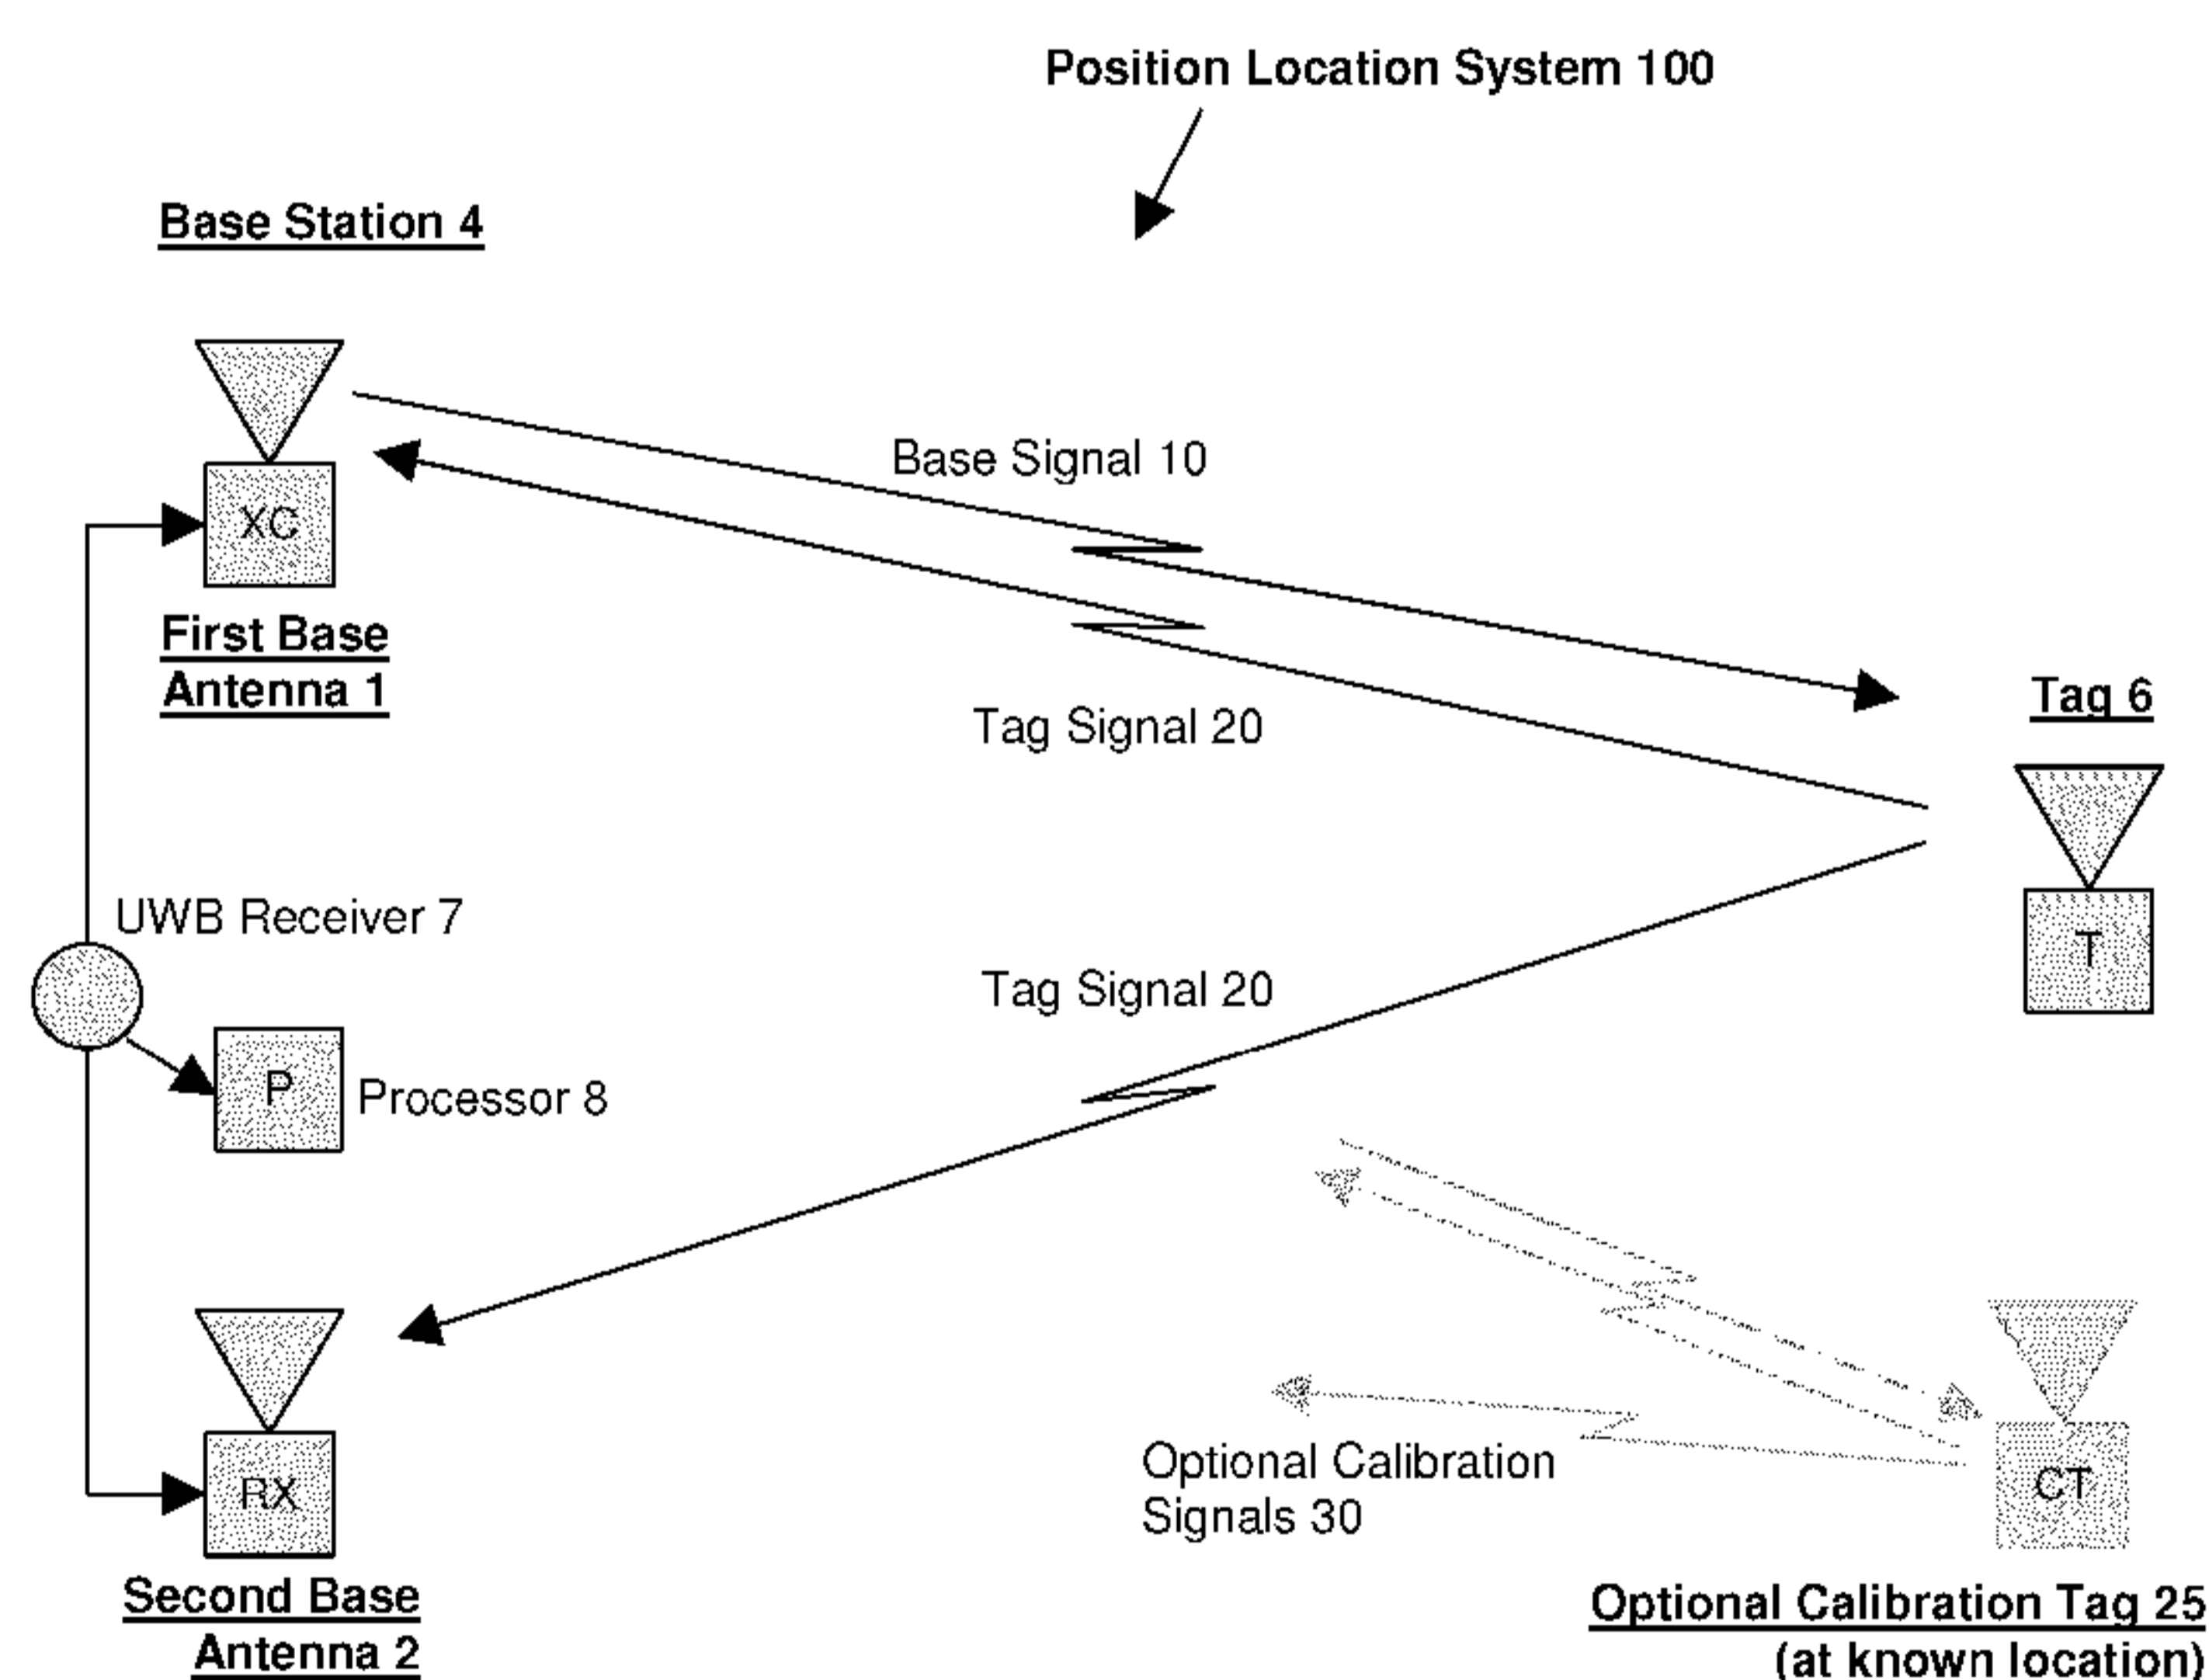 Position Location System 100
Base Station 4
XC
First Base
Antenna 1
Base Signal 10
Tag Signal 20
Tag 6
T
UWB Receiver 7
P
Processor 8
Tag Signal 20
RX
Second Base
Antenna 2
Optional Calibration
Signals 30
CT
Optional Calibration Tag 25
(at known location)